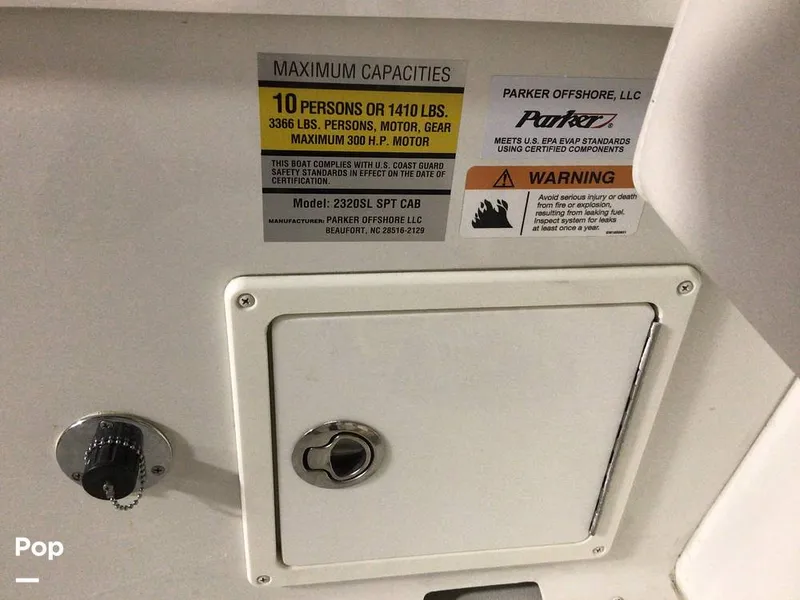 MAXIMUM CAPACITIES
10 PERSONS OR 1410 LBS.
3366 LBS. PERSONS, MOTOR, GEAR
MAXIMUM 300 H.P. MOTOR
THIS BOAT COMPLIES WITH U.S. COAST GUARD
SAFETY STANDARDS IN EFFECT ON THE DATE OF
CERTIFICATION.
Model: 2320SL SPT CAB
MANUFACTURER: PARKER OFFSHORE LLC
BEAUFORT, NC 28516-2129
PARKER OFFSHORE, LLC
Parker®
MEETS U.S. EPA EVAP STANDARDS
USING CERTIFIED COMPONENTS
WARNING
Avoid serious injury or death
from fire or explosion,
resulting from leaking fuel.
Inspect system for leaks
at least once a year.
Pop